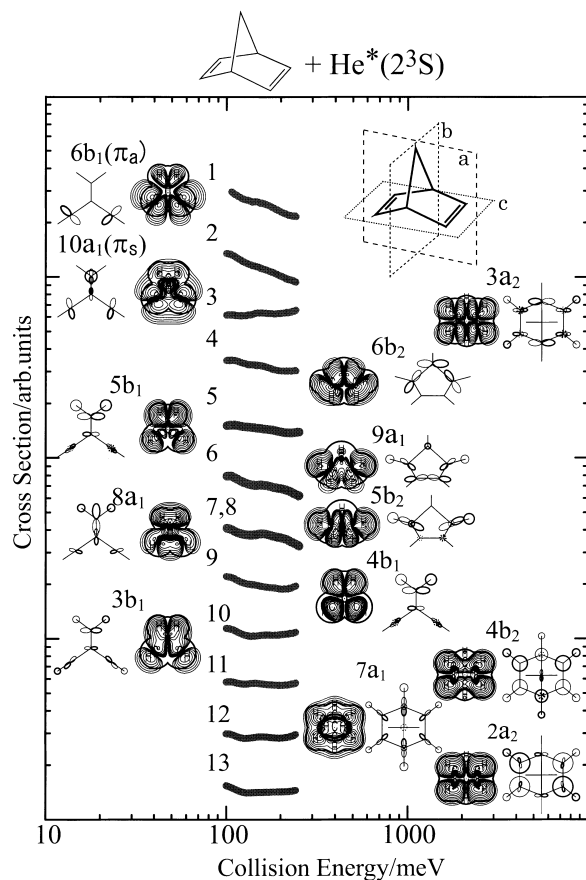 + He*(2³S)
b
a
c
6b₁(πₐ)
1
10a₁(πₛ)
2
3
3a₂
4
6b₂
5b₁
5
6
9a₁
8a₁
7,8
5b₂
9
4b₁
3b₁
10
4b₂
11
7a₁
12
2a₂
13
Cross Section/arb.units
10
100
1000
Collision Energy/meV